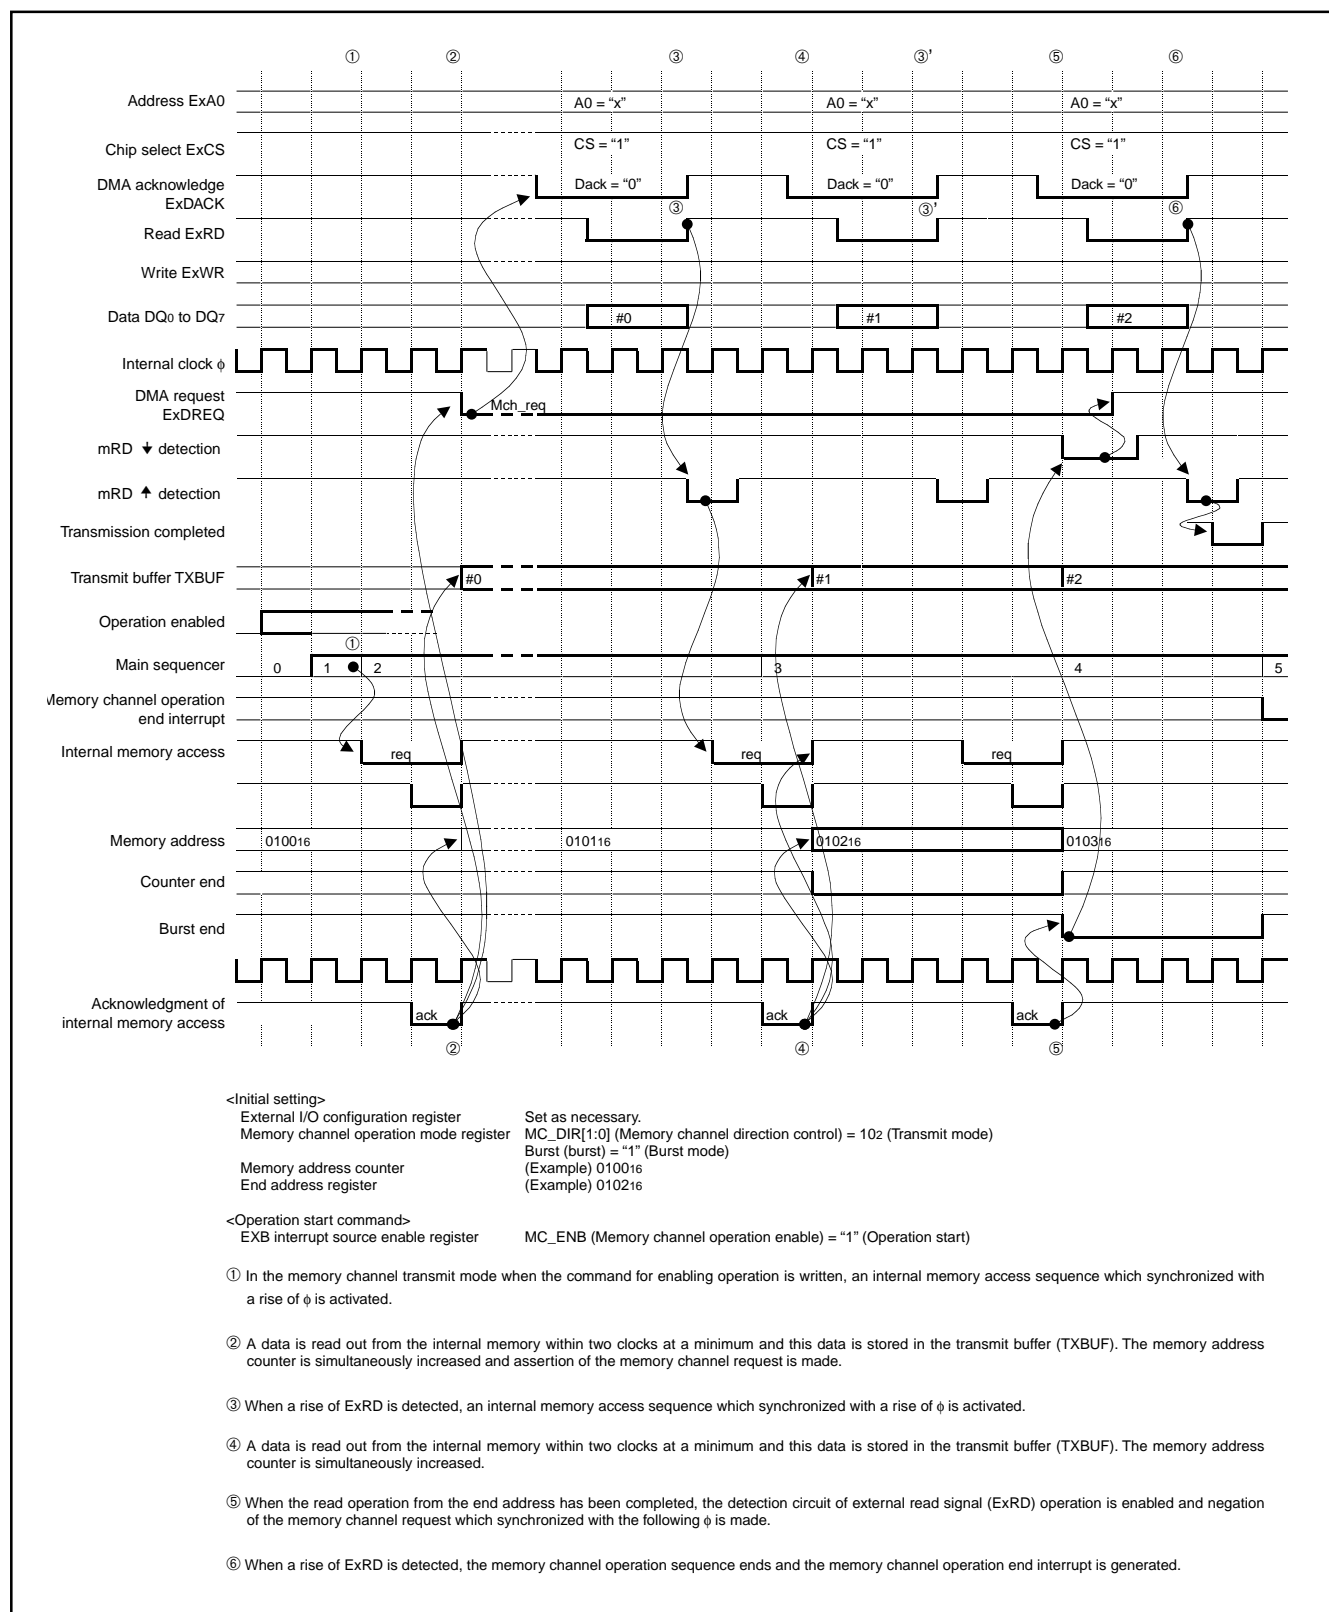 ① ② ③ ④ ③’ ⑤ ⑥
Address ExA0 A0 = “x” A0 = “x” A0 = “x”
Chip select ExCS CS = “1” CS = “1” CS = “1”
DMA acknowledge
ExDACK Dack = “0” Dack = “0” Dack = “0”
③ ③’ ⑥
Read ExRD
Write ExWR
Data DQ0 to DQ7 #0 #1 #2
Internal clock ϕ
DMA request
ExDREQ Mch_req
mRD ↓ detection
mRD ↑ detection
Transmission completed
Transmit buffer TXBUF #0 #1 #2
Operation enabled
①
Main sequencer 0 1 2 3 4 5
Memory channel operation
end interrupt
Internal memory access req req req
Memory address 010016 010116 010216 010316
Counter end
Burst end
Acknowledgment of
internal memory access ack ack ack
② ④ ⑤
<Initial setting>
External I/O configuration register Set as necessary.
Memory channel operation mode register MC_DIR[1:0] (Memory channel direction control) = 102 (Transmit mode)
Burst (burst) = “1” (Burst mode)
Memory address counter (Example) 010016
End address register (Example) 010216
<Operation start command>
EXB interrupt source enable register MC_ENB (Memory channel operation enable) = “1” (Operation start)
① In the memory channel transmit mode when the command for enabling operation is written, an internal memory access sequence which synchronized with
a rise of ϕ is activated.
② A data is read out from the internal memory within two clocks at a minimum and this data is stored in the transmit buffer (TXBUF). The memory address
counter is simultaneously increased and assertion of the memory channel request is made.
③ When a rise of ExRD is detected, an internal memory access sequence which synchronized with a rise of ϕ is activated.
④ A data is read out from the internal memory within two clocks at a minimum and this data is stored in the transmit buffer (TXBUF). The memory address
counter is simultaneously increased.
⑤ When the read operation from the end address has been completed, the detection circuit of external read signal (ExRD) operation is enabled and negation
of the memory channel request which synchronized with the following ϕ is made.
⑥ When a rise of ExRD is detected, the memory channel operation sequence ends and the memory channel operation end interrupt is generated.